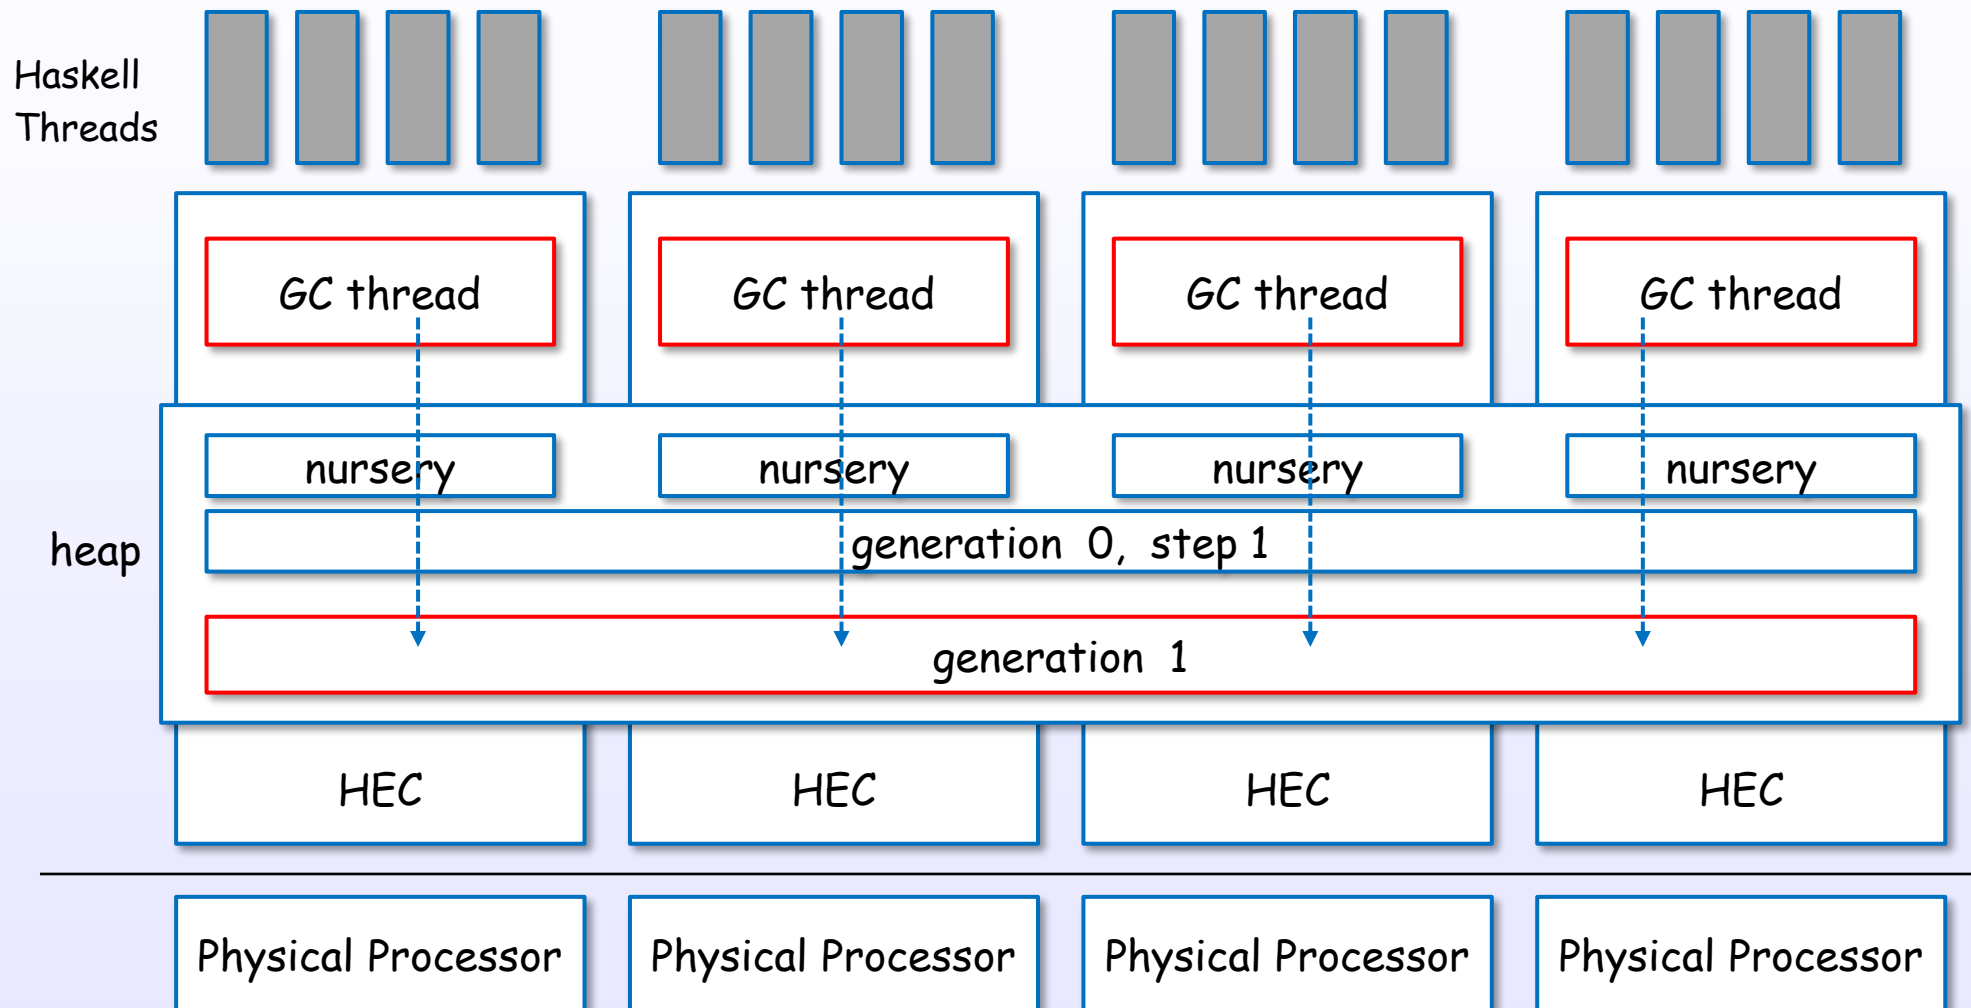 Haskell
Threads
GC thread GC thread GC thread GC thread
nursery nursery nursery nursery
heap
generation 0, step 1
generation 1
HEC HEC HEC HEC
Physical Processor Physical Processor Physical Processor Physical Processor